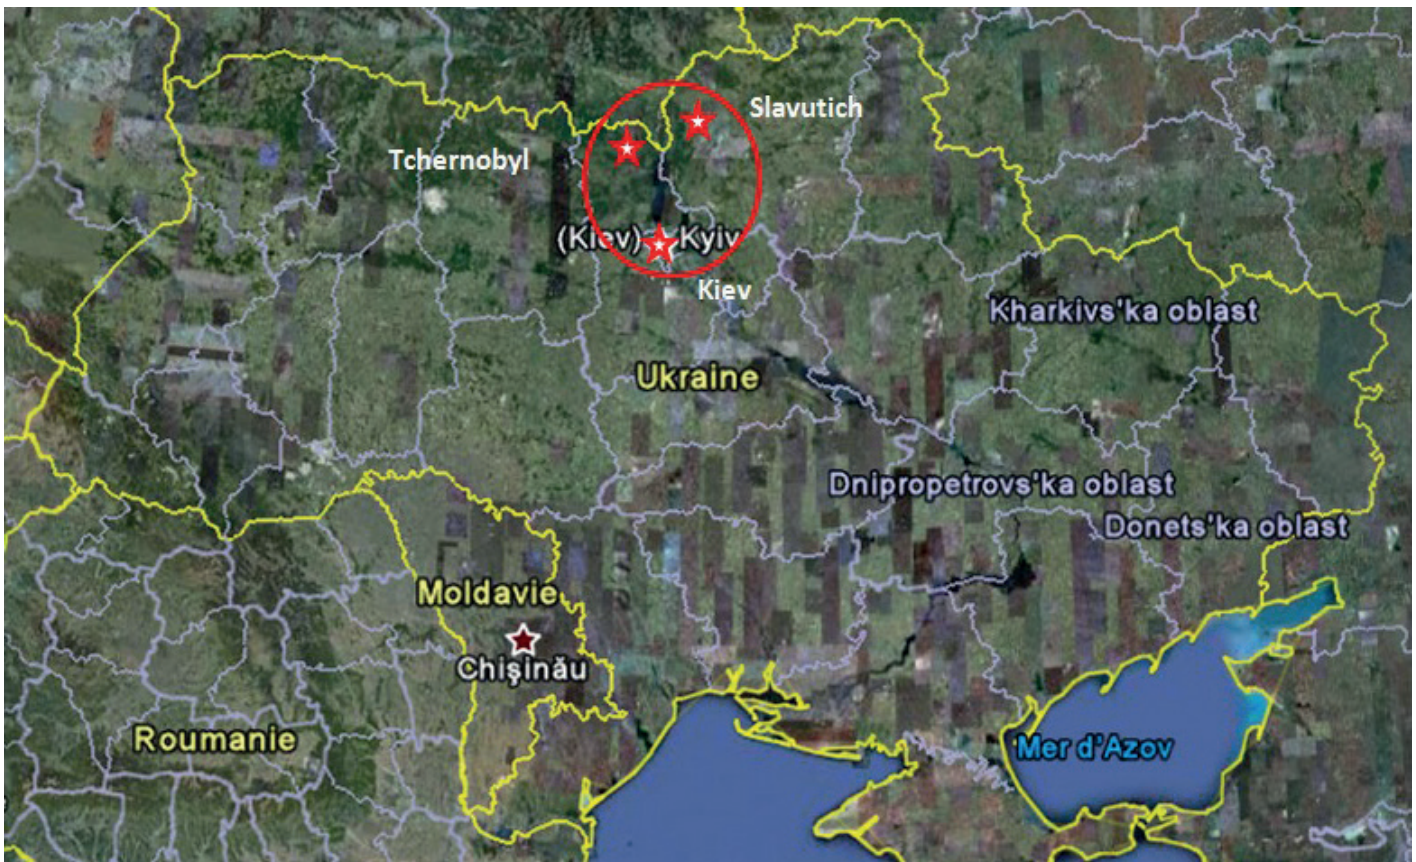 Slavutich
Tchernobyl
(Kiev) Kyiv
Kiev
Kharkivs'ka oblast
Ukraine
Dnipropetrovs'ka oblast
Donets'ka oblast
Moldavie
Chişinău
Roumanie
Mer d'Azov